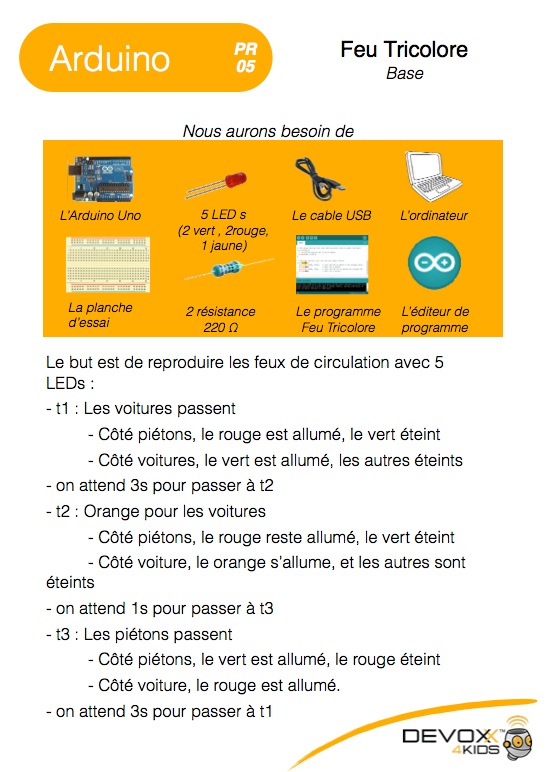 Arduino
PR
05
Feu Tricolore
Base
Nous aurons besoin de
L'Arduino Uno
5 LED s
(2 vert , 2rouge,
1 jaune)
Le cable USB
L'ordinateur
La planche
d'essai
2 résistance
220 Ω
Le programme
Feu Tricolore
L'éditeur de
programme
Le but est de reproduire les feux de circulation avec 5
LEDs :
- t1 : Les voitures passent
- Côté piétons, le rouge est allumé, le vert éteint
- Côté voitures, le vert est allumé, les autres éteints
- on attend 3s pour passer à t2
- t2 : Orange pour les voitures
- Côté piétons, le rouge reste allumé, le vert éteint
- Côté voiture, le orange s'allume, et les autres sont
éteints
- on attend 1s pour passer à t3
- t3 : Les piétons passent
- Côté piétons, le vert est allumé, le rouge éteint
- Côté voiture, le rouge est allumé.
- on attend 3s pour passer à t1
DEVOXX™
4KIDS